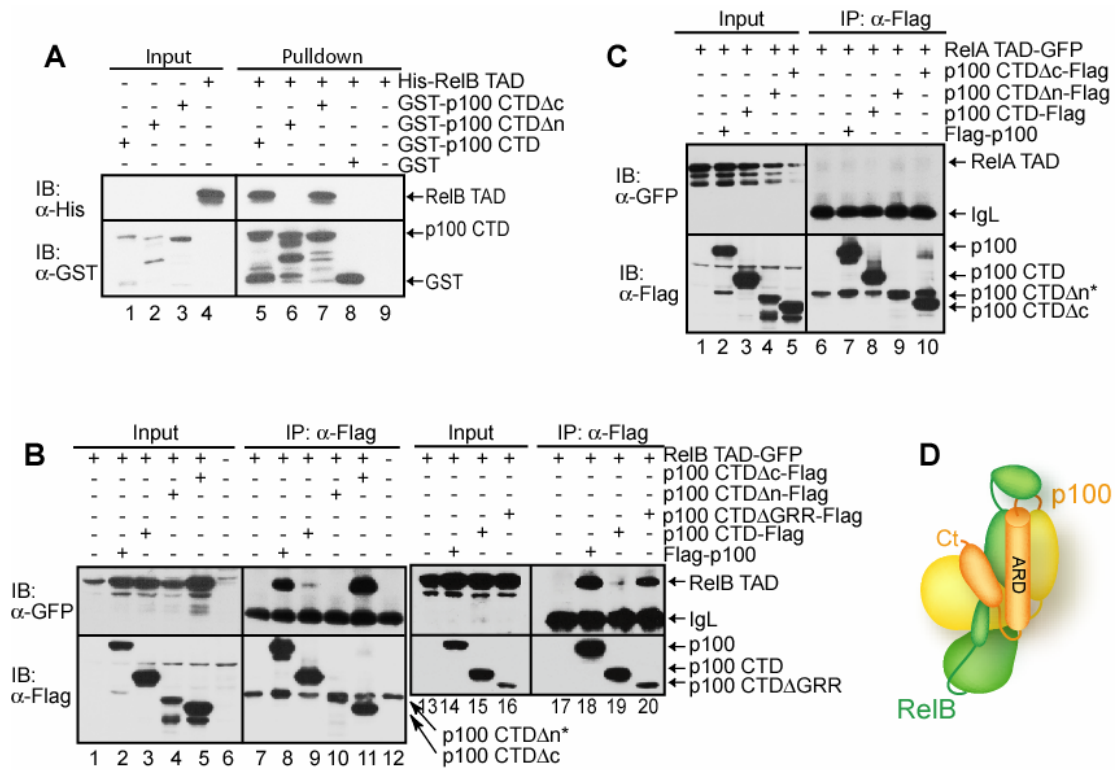 A
Input
Pulldown
- - - + + + + + + His-RelB TAD
- - + - - - + - - GST-p100 CTDΔc
- + - - - + - - - GST-p100 CTDΔn
+ - - - + - - - - GST-p100 CTD
- - - - - - - + - GST
IB: α-His
RelB TAD
IB: α-GST
p100 CTD
GST
1 2 3 4 5 6 7 8 9
C
Input
IP: α-Flag
+ + + + + + + + + + RelA TAD-GFP
- - - - + - - - - + p100 CTDΔc-Flag
- - - + - - - - + - p100 CTDΔn-Flag
- - + - - - - + - - p100 CTD-Flag
- + - - - - + - - - Flag-p100
IB: α-GFP
RelA TAD
IgL
IB: α-Flag
p100
p100 CTD
p100 CTDΔn*
p100 CTDΔc
1 2 3 4 5 6 7 8 9 10
B
Input
IP: α-Flag
Input
IP: α-Flag
+ + + + + - + + + + + - + + + + RelB TAD-GFP + + + +
- - - - + - - - - - + - - - - - p100 CTDΔc-Flag - - - -
- - - + - - - - - + - - - - - - p100 CTDΔn-Flag - - - -
- - - - - - - - - - - - - - - + p100 CTDΔGRR-Flag - - - +
- - + - - - - - + - - - - - + - p100 CTD-Flag - - + -
- + - - - - - + - - - - - + - - Flag-p100 - + - -
IB: α-GFP
RelB TAD
IgL
IB: α-Flag
p100
p100 CTD
p100 CTDΔGRR
13 14 15 16 17 18 19 20
p100 CTDΔn*
p100 CTDΔc
1 2 3 4 5 6 7 8 9 10 11 12
D
p100
Ct
ARD
RelB